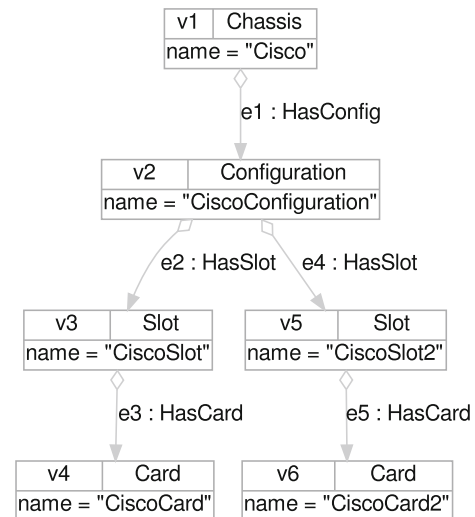 v1 Chassis
name = "Cisco"
e1 : HasConfig
v2 Configuration
name = "CiscoConfiguration"
e2 : HasSlot e4 : HasSlot
v3 Slot v5 Slot
name = "CiscoSlot" name = "CiscoSlot2"
e3 : HasCard e5 : HasCard
v4 Card v6 Card
name = "CiscoCard" name = "CiscoCard2"